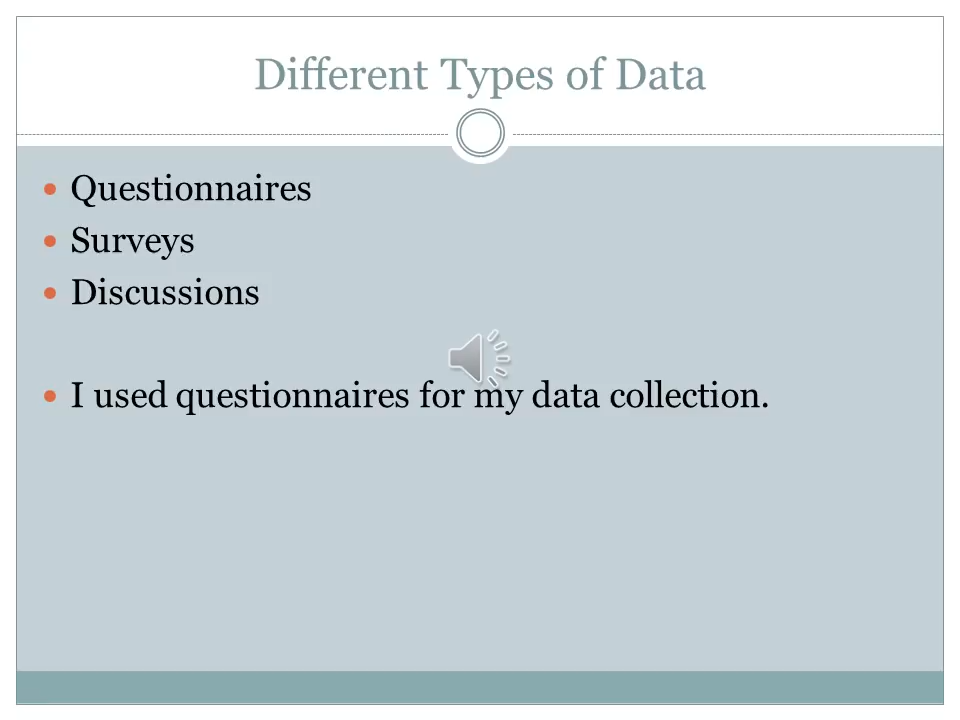 Different Types of Data
Questionnaires
Surveys
Discussions
I used questionnaires for my data collection.